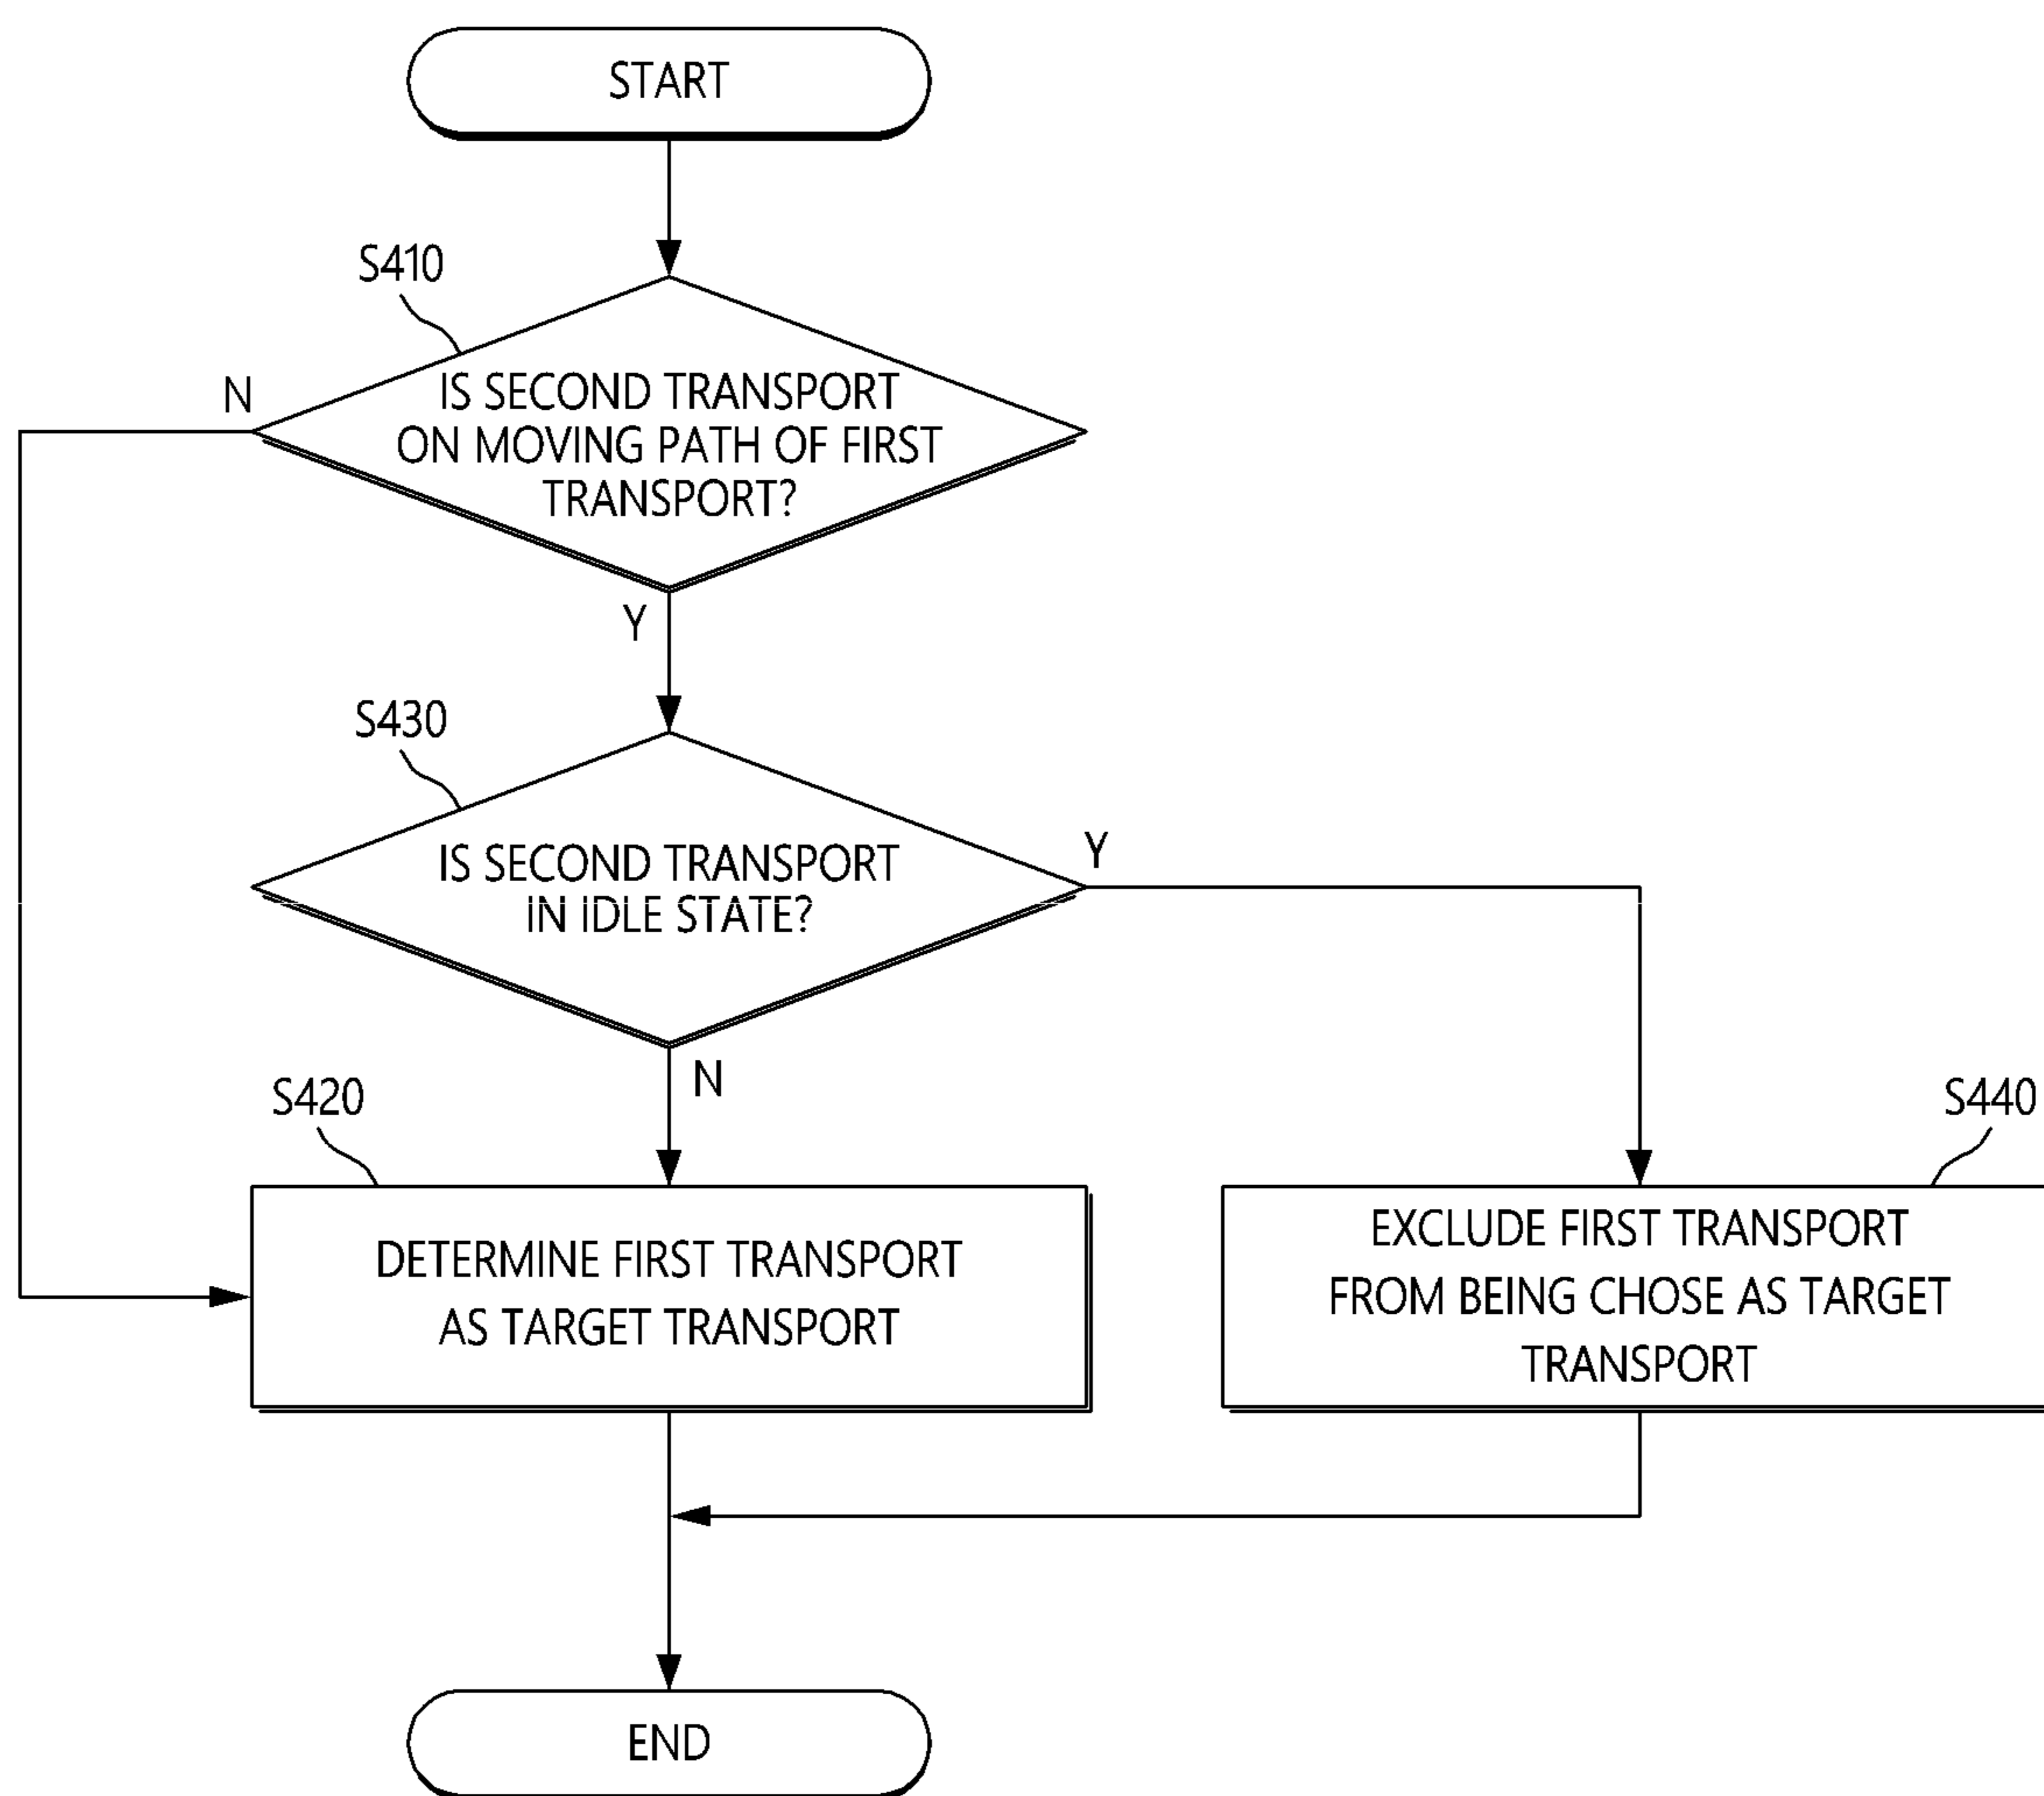 START
S410
N
IS SECOND TRANSPORT
ON MOVING PATH OF FIRST
TRANSPORT?
Y
S430
IS SECOND TRANSPORT
IN IDLE STATE?
Y
N
S420
S440
DETERMINE FIRST TRANSPORT
AS TARGET TRANSPORT
EXCLUDE FIRST TRANSPORT
FROM BEING CHOSE AS TARGET
TRANSPORT
END